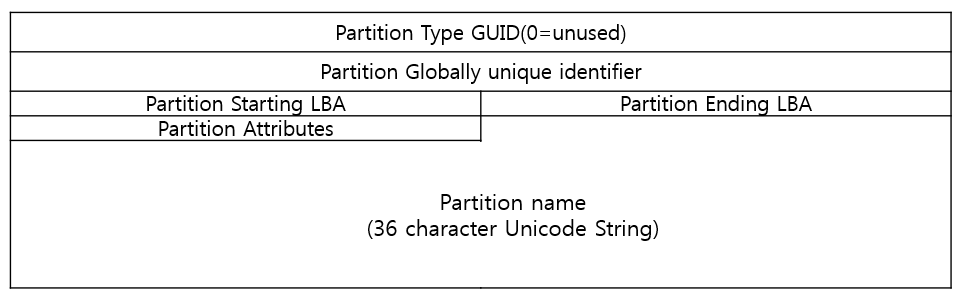 Partition Type GUID(0=unused)
Partition Globally unique identifier
Partition Starting LBA
Partition Ending LBA
Partition Attributes
Partition name
(36 character Unicode String)